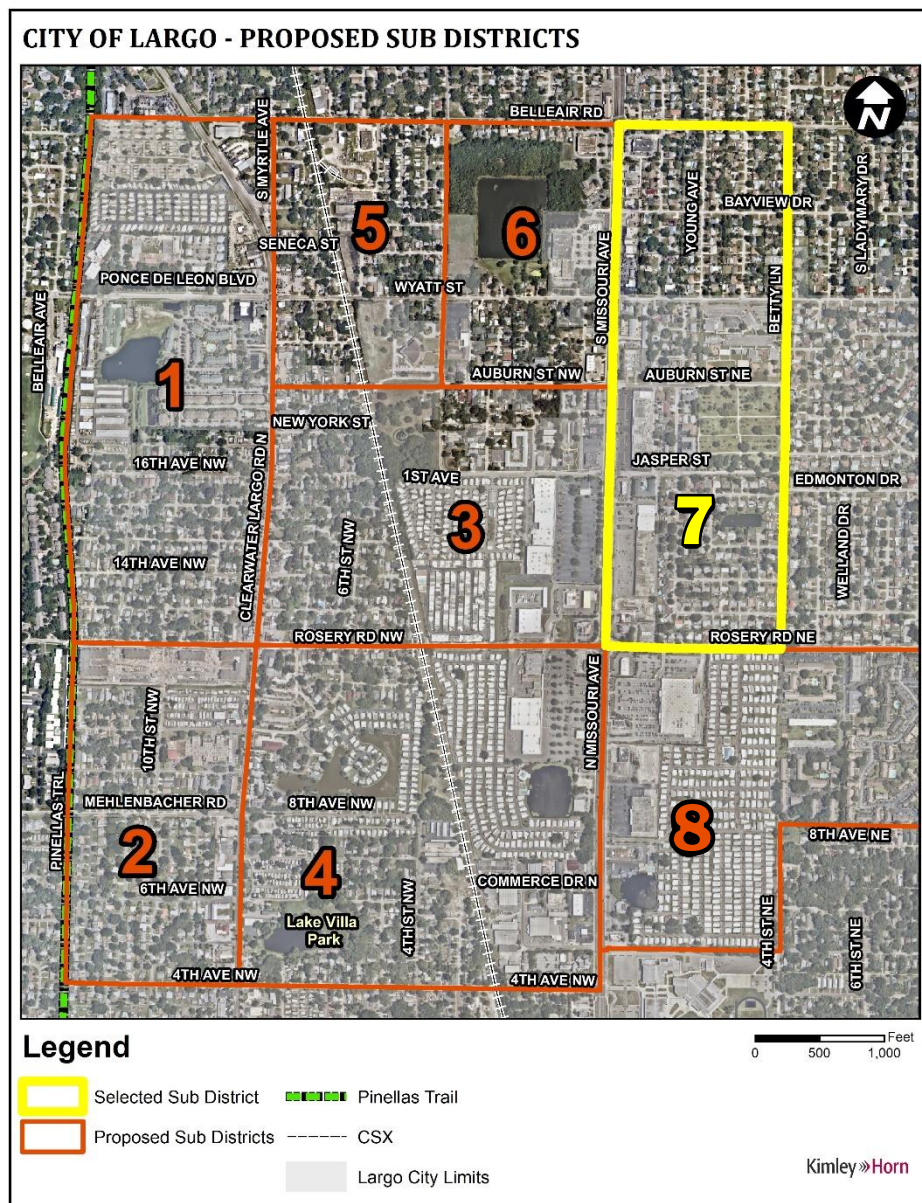 CITY OF LARGO - PROPOSED SUB DISTRICTS
BELLEAIR RD
N
S MYRTLE AVE
5
6
YOUNG AVE
BAYVIEW DR
S LADY MARY DR
SENECA ST
S MISSOURI AVE
BETTY LN
PONCE DE LEON BLVD
WYATT ST
BELLEAIR AVE
1
AUBURN ST NW
AUBURN ST NE
NEW YORK ST
16TH AVE NW
1ST AVE
JASPER ST
EDMONTON DR
CLEARWATER LARGO RD N
3
7
WELLAND DR
14TH AVE NW
6TH ST NW
ROSERY RD NW
ROSERY RD NE
10TH ST NW
N MISSOURI AVE
MEHLENBACHER RD
8TH AVE NW
PINELLAS TRL
2
8
8TH AVE NE
6TH AVE NW
4
COMMERCE DR N
Lake Villa
Park
4TH ST NW
4TH ST NE
6TH ST NE
4TH AVE NW
4TH AVE NW
Legend
Feet
0 500 1,000
Selected Sub District
Pinellas Trail
Proposed Sub Districts
CSX
Largo City Limits
Kimley»Horn